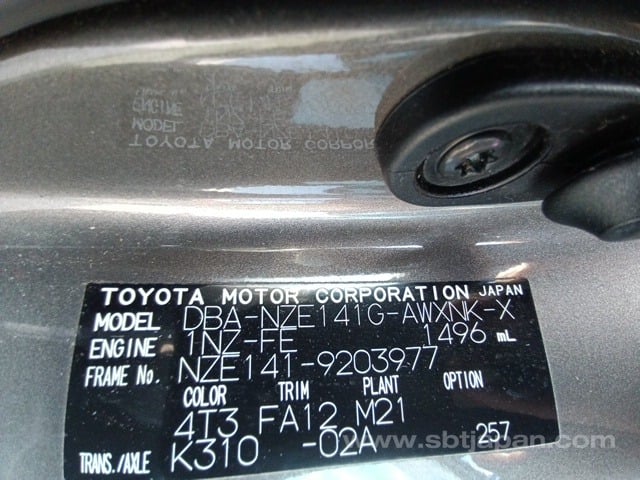 TOYOTA MOTOR CORPORATION JAPAN
MODEL DBA-NZE141G-AWXNK-X
ENGINE 1NZ-FE 1496 mL
FRAME No. NZE141-9203977
COLOR TRIM PLANT OPTION
4T3 FA12 M21
TRANS./AXLE K310 -02A 257
www.sbtjapan.com